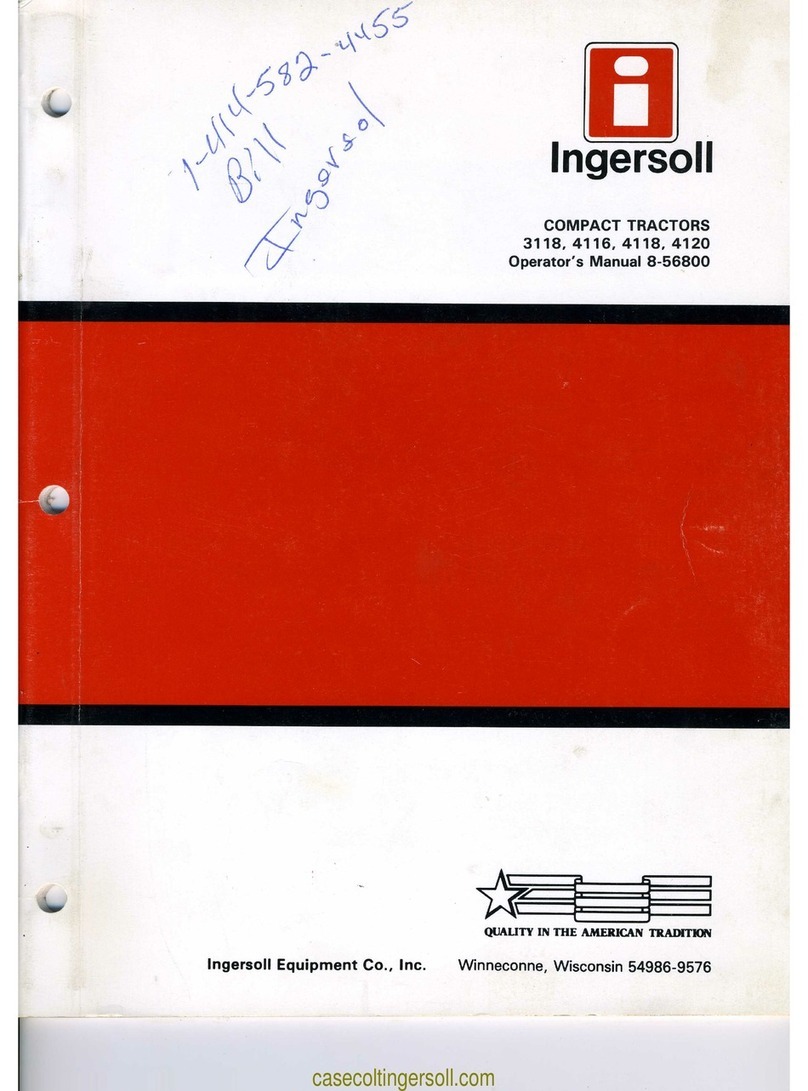 1-414-582-4455
Bill
Ingersol
Ingersoll
COMPACT TRACTORS
3118, 4116, 4118, 4120
Operator's Manual 8-56800
QUALITY IN THE AMERICAN TRADITION
Ingersoll Equipment Co., Inc. Winneconne, Wisconsin 54986-9576
casecoltingersoll.com